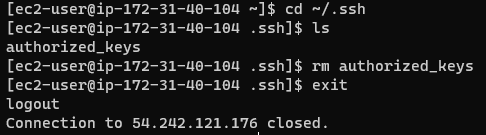 [ec2-user@ip-172-31-40-104 ~]$ cd ~/.ssh
[ec2-user@ip-172-31-40-104 .ssh]$ ls
authorized_keys
[ec2-user@ip-172-31-40-104 .ssh]$ rm authorized_keys
[ec2-user@ip-172-31-40-104 .ssh]$ exit
logout
Connection to 54.242.121.176 closed.